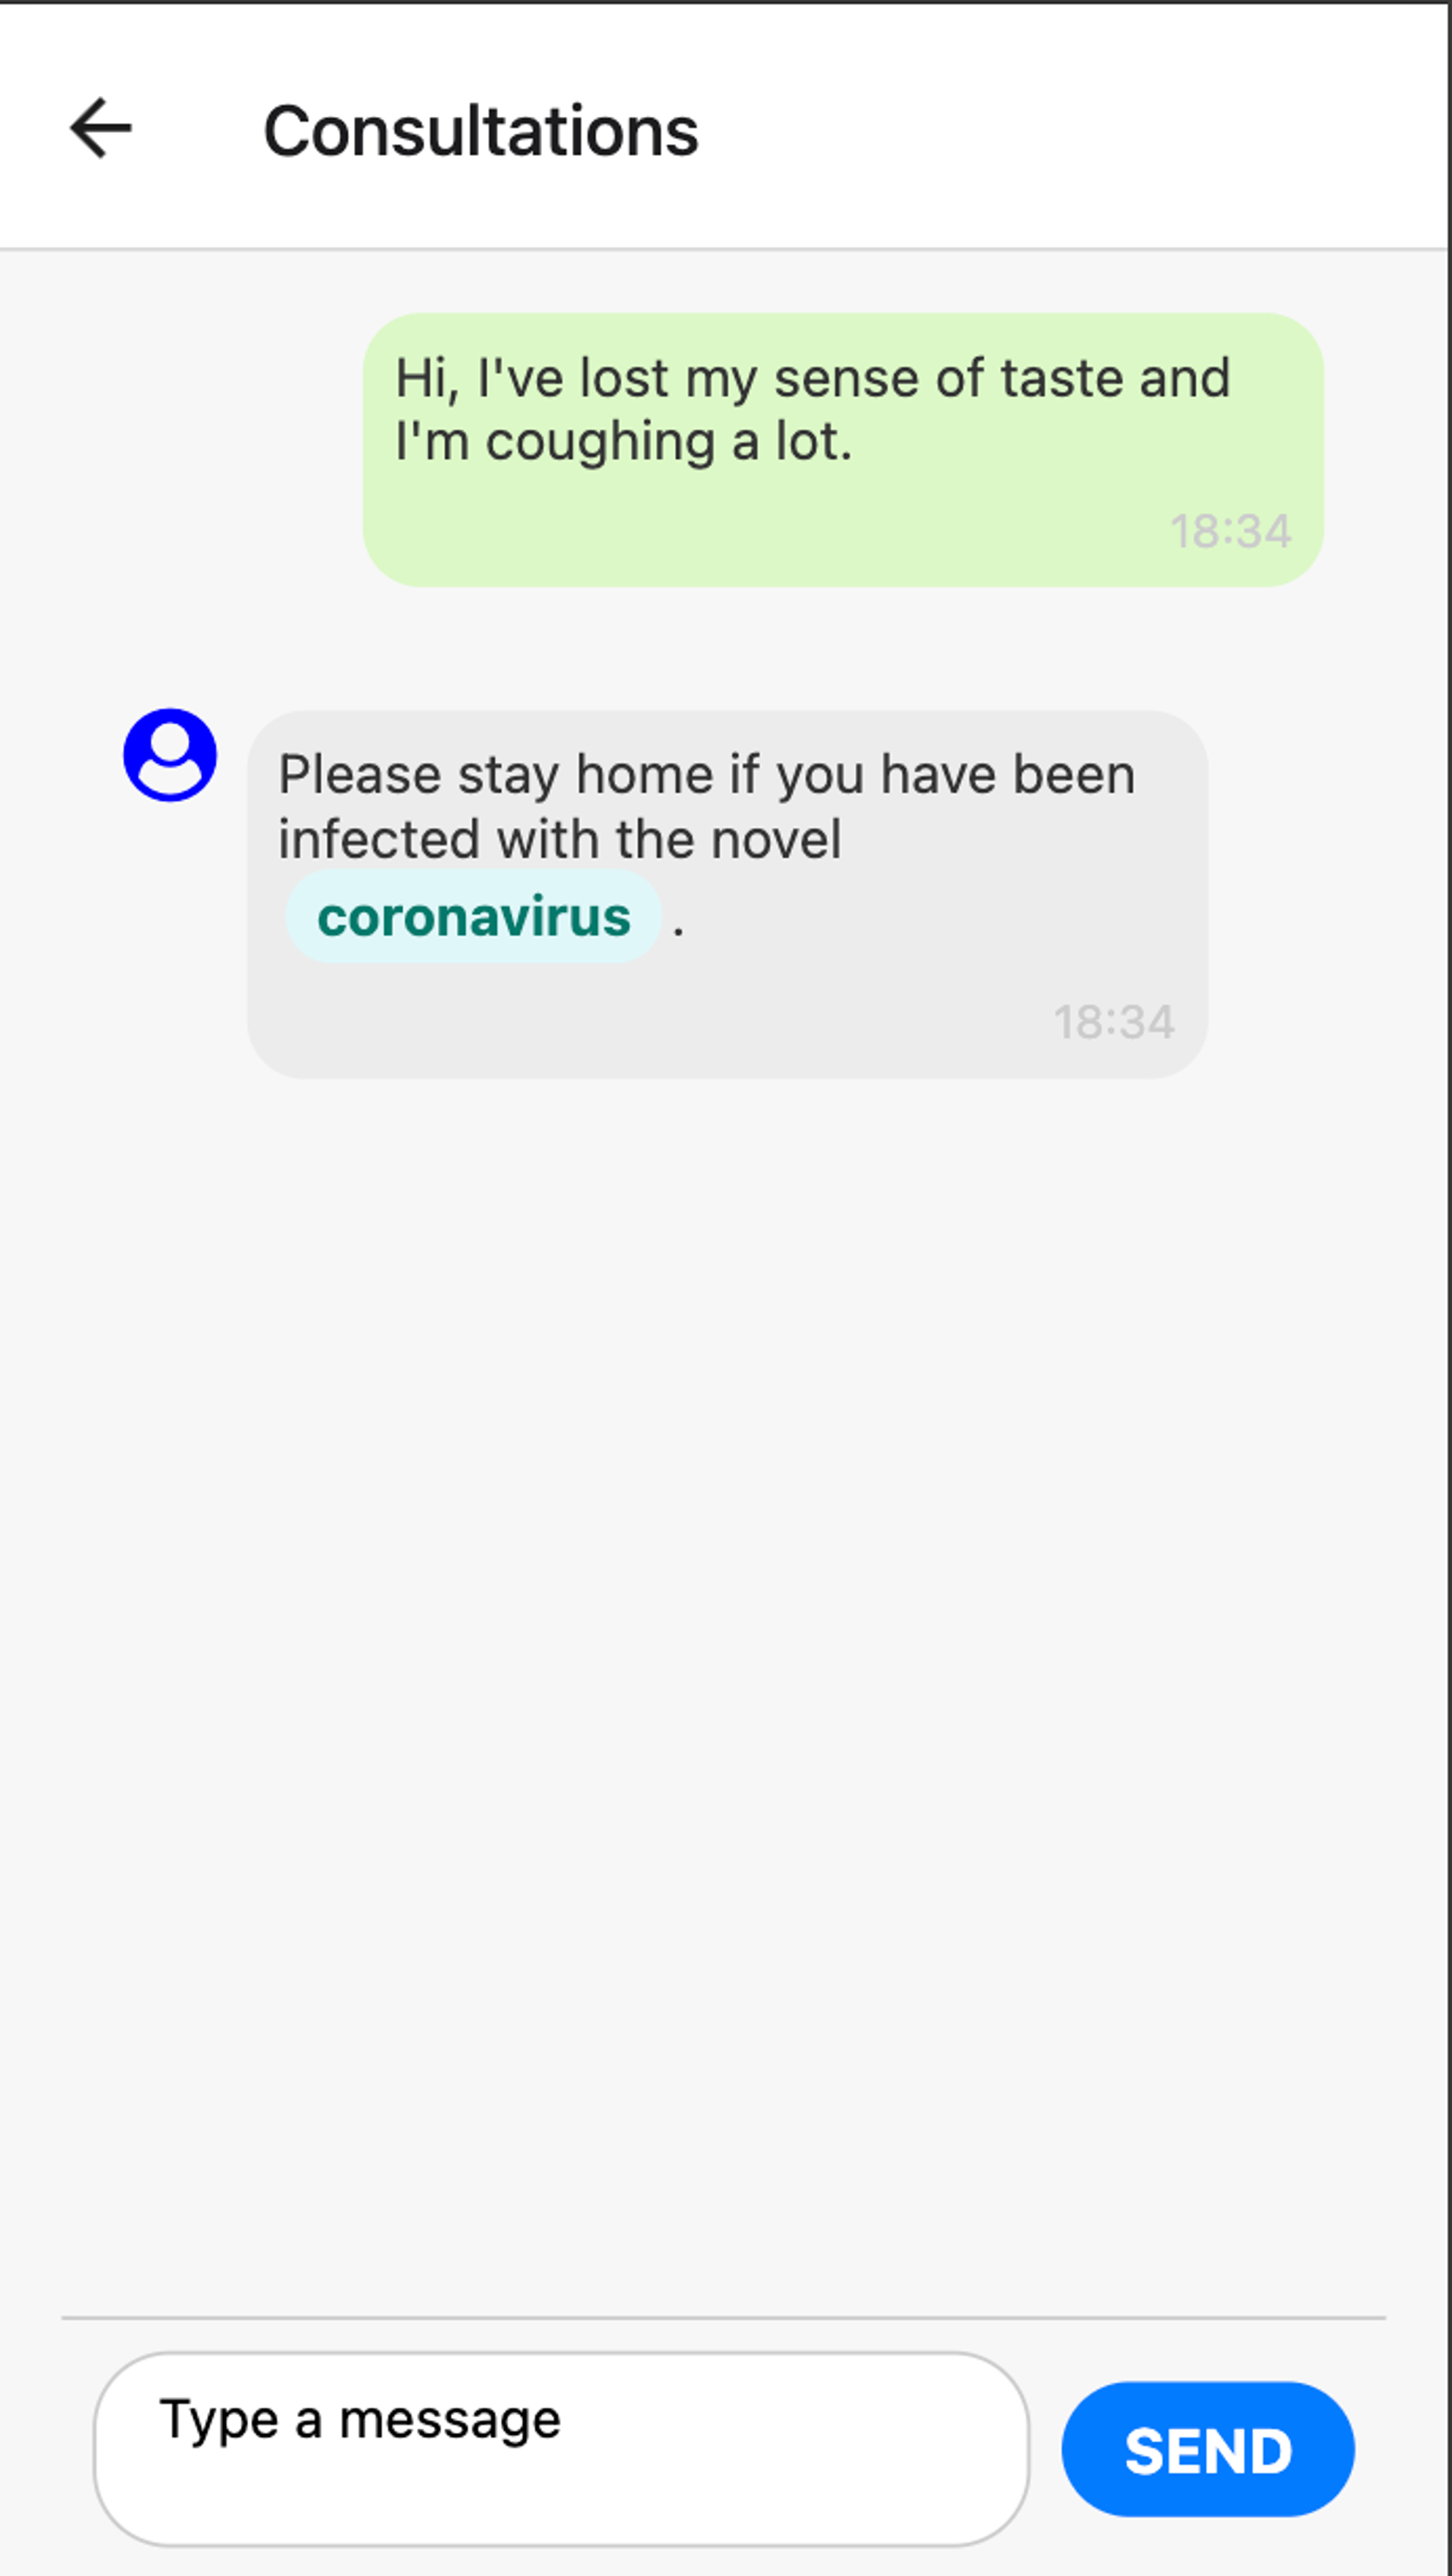 Consultations
Hi, I've lost my sense of taste and
I'm coughing a lot.
18:34
Please stay home if you have been
infected with the novel
coronavirus .
18:34
Type a message
SEND